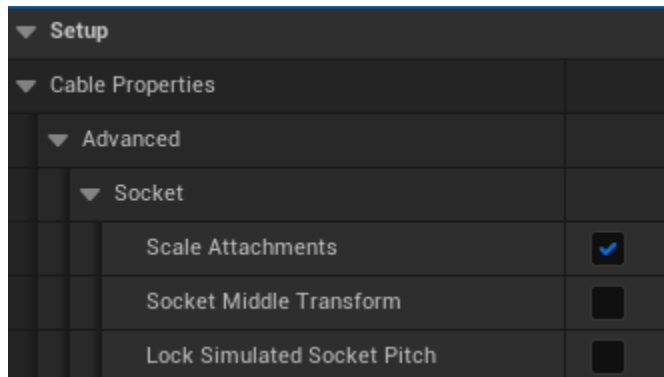 Setup
Cable Properties
Advanced
Socket
Scale Attachments
Socket Middle Transform
Lock Simulated Socket Pitch